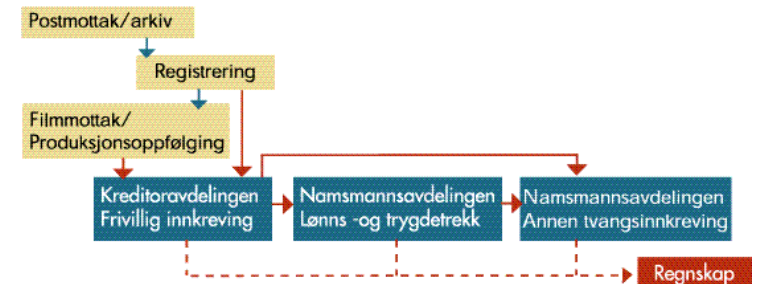 Postmottak/arkiv
Registrering
Filmmottak/
Produksjonsoppfølging
Kreditoravdelingen
Frivillig innkreving
Namsmannsavdelingen
Lønns -og trygdetrekk
Namsmannsavdelingen
Annen tvangsinnkreving
Regnskap